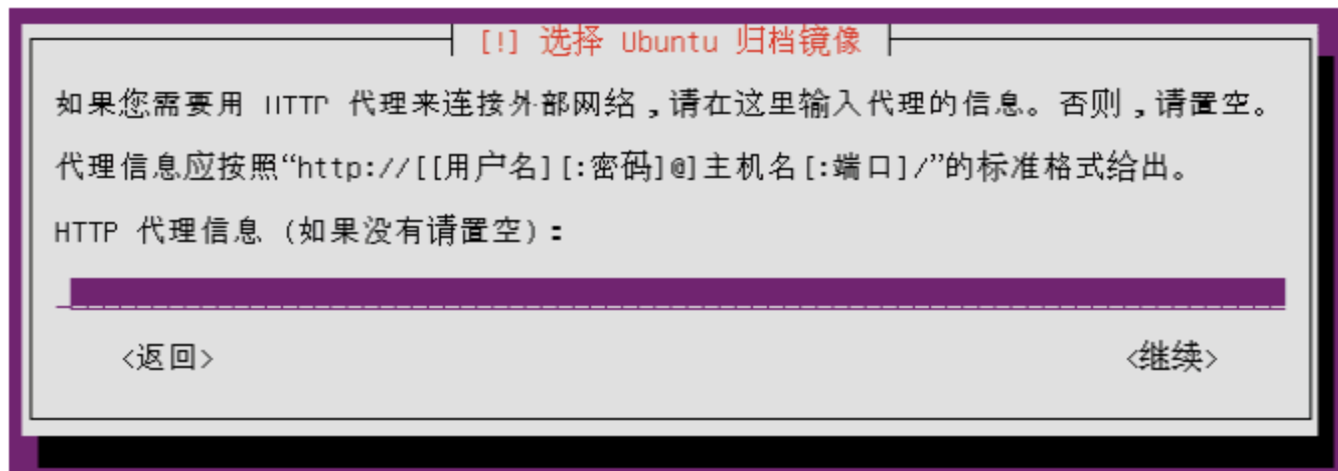 [!] 选择 Ubuntu 归档镜像
如果您需要用 HTTP 代理来连接外部网络,请在这里输入代理的信息。否则,请置空。
代理信息应按照“http://[[用户名][:密码]@]主机名[:端口]/”的标准格式给出。
HTTP 代理信息 (如果没有请置空):
<返回> <继续>